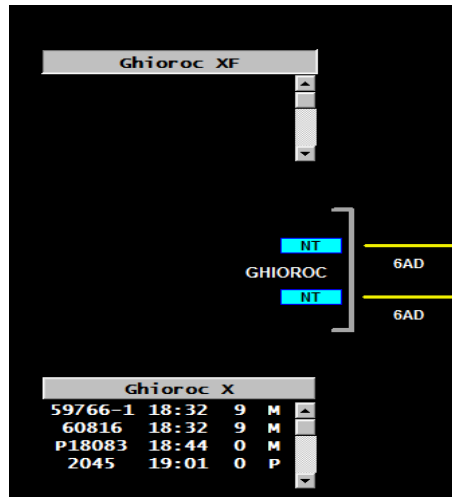 Ghioroc XF
NT
6AD
GHIOROC
NT
6AD
Ghioroc X
59766-1 18:32 9 M
60816 18:32 9 M
P18083 18:44 0 M
2045 19:01 0 P